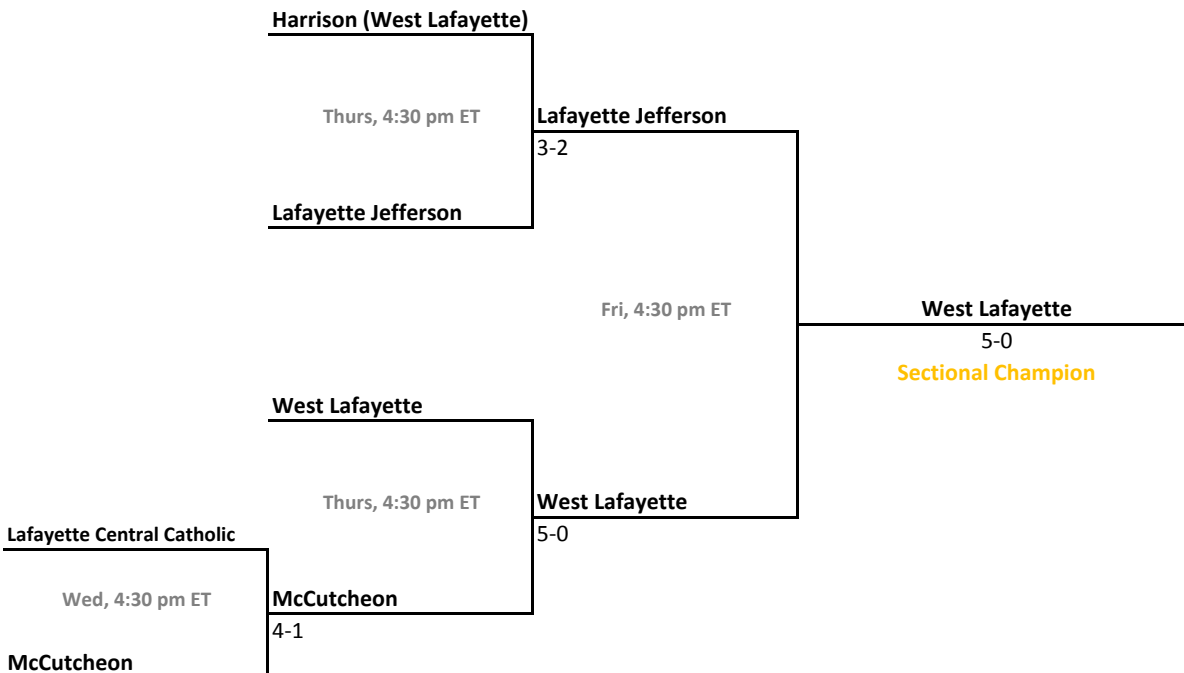 Harrison (West Lafayette)
Thurs, 4:30 pm ET
Lafayette Jefferson
3-2
Lafayette Jefferson
Fri, 4:30 pm ET
West Lafayette
5-0
Sectional Champion
West Lafayette
Thurs, 4:30 pm ET
West Lafayette
5-0
Lafayette Central Catholic
Wed, 4:30 pm ET
McCutcheon
4-1
McCutcheon